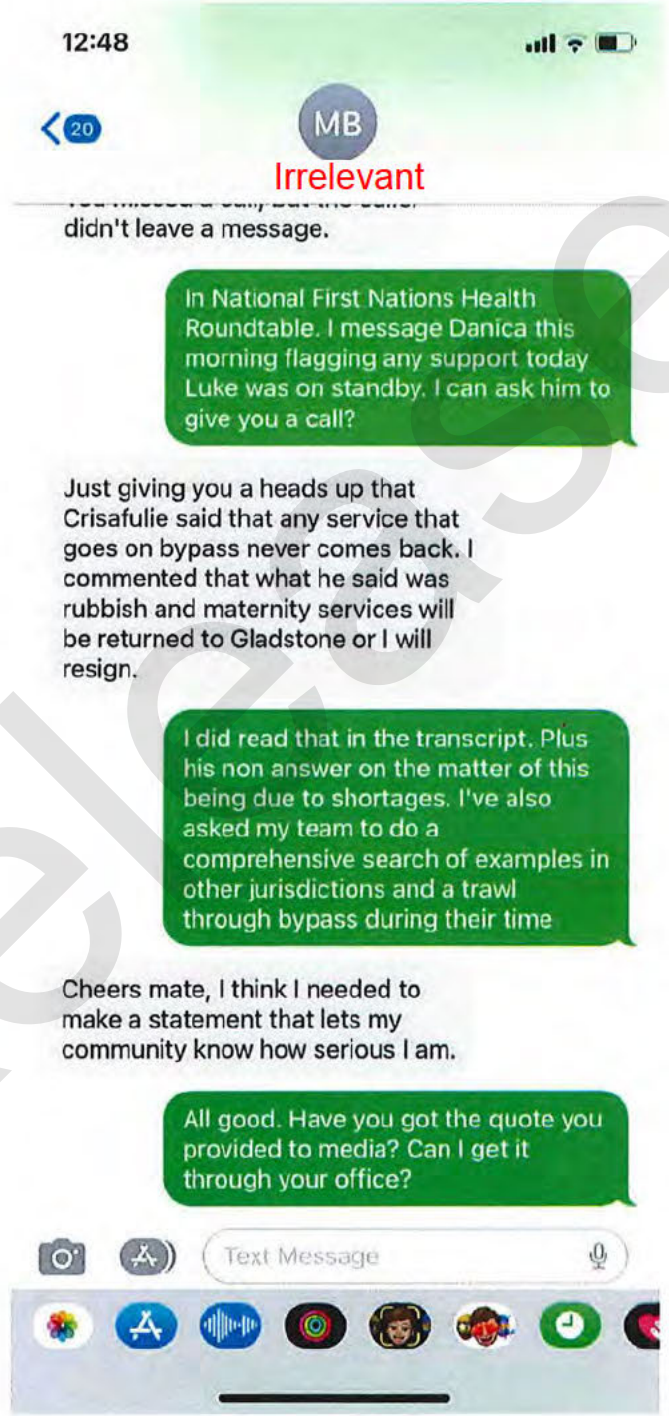 12:48
20
MB
Irrelevant
didn't leave a message.
In National First Nations Health
Roundtable. I message Danica this
morning flagging any support today
Luke was on standby. I can ask him to
give you a call?
Just giving you a heads up that
Crisafulie said that any service that
goes on bypass never comes back. I
commented that what he said was
rubbish and maternity services will
be returned to Gladstone or I will
resign.
I did read that in the transcript. Plus
his non answer on the matter of this
being due to shortages. I've also
asked my team to do a
comprehensive search of examples in
other jurisdictions and a trawl
through bypass during their time
Cheers mate, I think I needed to
make a statement that lets my
community know how serious I am.
All good. Have you got the quote you
provided to media? Can I get it
through your office?
Text Message